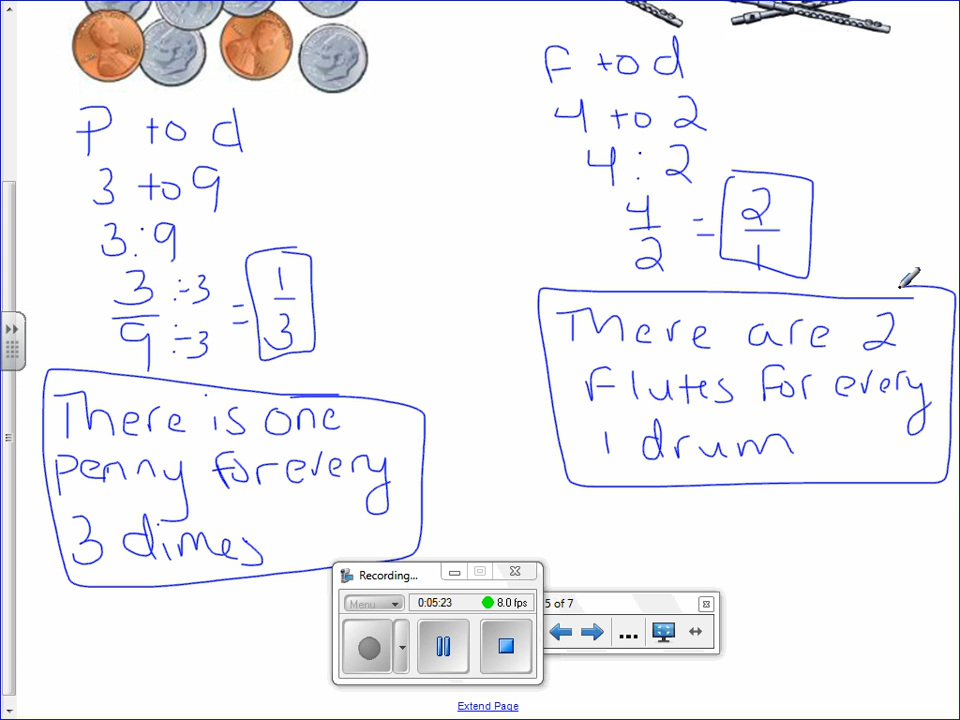 P to d
3 to 9
3:9
3 ÷3
9 ÷3
=
1
3
There is one
penny for every
3 dimes
F to d
4 to 2
4:2
4
2
=
2
1
There are 2
flutes for every
1 drum
Recording...
Menu
0:05:23
8.0 fps
5 of 7
...
Extend Page